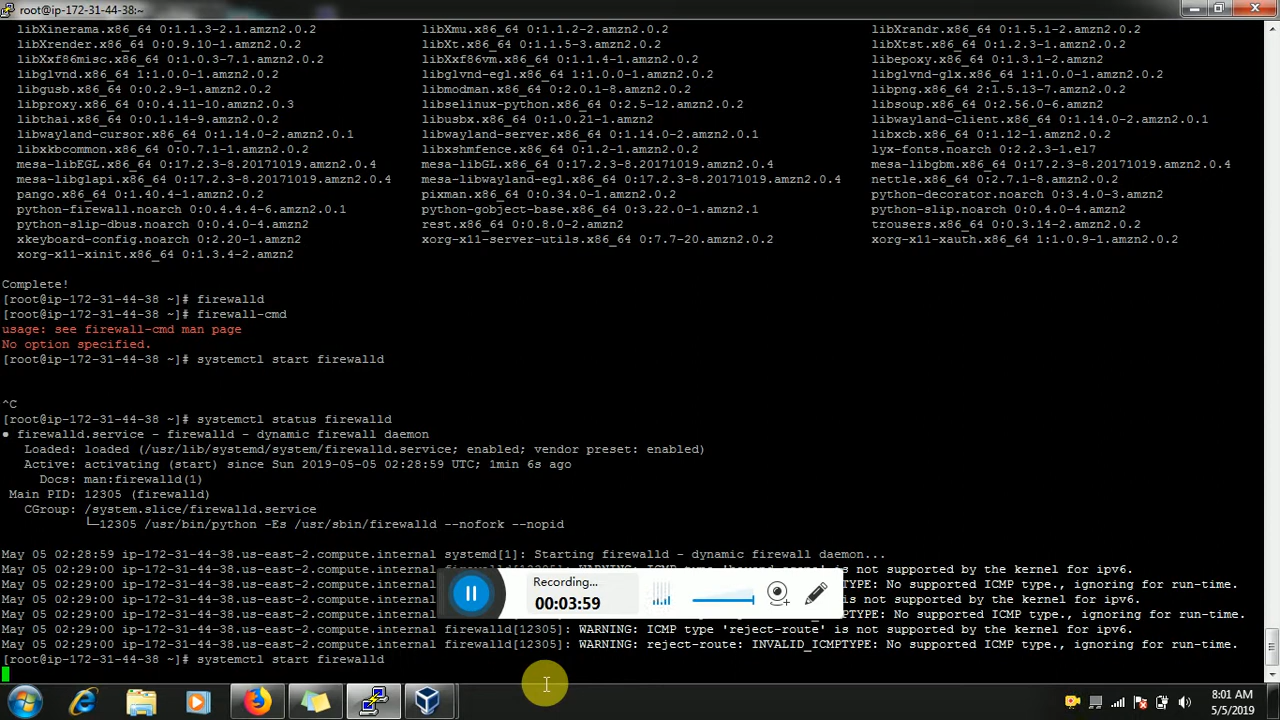 root@ip-172-31-44-38:~
libXinerama.x86_64 0:1.1.3-2.1.amzn2.0.2 libXmu.x86_64 0:1.1.2-2.amzn2.0.2 libXrandr.x86_64 0:1.5.1-2.amzn2.0.2
libXrender.x86_64 0:0.9.10-1.amzn2.0.2 libXt.x86_64 0:1.1.5-3.amzn2.0.2 libXtst.x86_64 0:1.2.3-1.amzn2.0.2
libXxf86misc.x86_64 0:1.0.3-7.1.amzn2.0.2 libXxf86vm.x86_64 0:1.1.4-1.amzn2.0.2 libepoxy.x86_64 0:1.3.1-2.amzn2
libglvnd.x86_64 1:1.0.0-1.amzn2.0.2 libglvnd-egl.x86_64 1:1.0.0-1.amzn2.0.2 libglvnd-glx.x86_64 1:1.0.0-1.amzn2.0.2
libgusb.x86_64 0:0.2.9-1.amzn2.0.2 libmodman.x86_64 0:2.0.1-8.amzn2.0.2 libpng.x86_64 2:1.5.13-7.amzn2.0.2
libproxy.x86_64 0:0.4.11-10.amzn2.0.3 libselinux-python.x86_64 0:2.5-12.amzn2.0.2 libsoup.x86_64 0:2.56.0-6.amzn2
libthai.x86_64 0:0.1.14-9.amzn2.0.2 libusbx.x86_64 0:1.0.21-1.amzn2 libwayland-client.x86_64 0:1.14.0-2.amzn2.0.1
libwayland-cursor.x86_64 0:1.14.0-2.amzn2.0.1 libwayland-server.x86_64 0:1.14.0-2.amzn2.0.1 libxcb.x86_64 0:1.12-1.amzn2.0.2
libxkbcommon.x86_64 0:0.7.1-1.amzn2.0.2 libxshmfence.x86_64 0:1.2-1.amzn2.0.2 lyx-fonts.noarch 0:2.2.3-1.el7
mesa-libEGL.x86_64 0:17.2.3-8.20171019.amzn2.0.4 mesa-libGL.x86_64 0:17.2.3-8.20171019.amzn2.0.4 mesa-libgbm.x86_64 0:17.2.3-8.20171019.amzn2.0.4
mesa-libglapi.x86_64 0:17.2.3-8.20171019.amzn2.0.4 mesa-libwayland-egl.x86_64 0:17.2.3-8.20171019.amzn2.0.4 nettle.x86_64 0:2.7.1-8.amzn2.0.2
pango.x86_64 0:1.40.4-1.amzn2.0.2 pixman.x86_64 0:0.34.0-1.amzn2.0.2 python-decorator.noarch 0:3.4.0-3.amzn2
python-firewall.noarch 0:0.4.4.4-6.amzn2.0.1 python-gobject-base.x86_64 0:3.22.0-1.amzn2.1 python-slip.noarch 0:0.4.0-4.amzn2
python-slip-dbus.noarch 0:0.4.0-4.amzn2 rest.x86_64 0:0.8.0-2.amzn2 trousers.x86_64 0:0.3.14-2.amzn2.0.2
xkeyboard-config.noarch 0:2.20-1.amzn2 xorg-x11-server-utils.x86_64 0:7.7-20.amzn2.0.2 xorg-x11-xauth.x86_64 1:1.0.9-1.amzn2.0.2
xorg-x11-xinit.x86_64 0:1.3.4-2.amzn2
Complete!
[root@ip-172-31-44-38 ~]# firewalld
[root@ip-172-31-44-38 ~]# firewall-cmd
usage: see firewall-cmd man page
No option specified.
[root@ip-172-31-44-38 ~]# systemctl start firewalld
^C
[root@ip-172-31-44-38 ~]# systemctl status firewalld
● firewalld.service - firewalld - dynamic firewall daemon
Loaded: loaded (/usr/lib/systemd/system/firewalld.service; enabled; vendor preset: enabled)
Active: activating (start) since Sun 2019-05-05 02:28:59 UTC; 1min 6s ago
Docs: man:firewalld(1)
Main PID: 12305 (firewalld)
CGroup: /system.slice/firewalld.service
└─12305 /usr/bin/python -Es /usr/sbin/firewalld --nofork --nopid
May 05 02:28:59 ip-172-31-44-38.us-east-2.compute.internal systemd[1]: Starting firewalld - dynamic firewall daemon...
May 05 02:29:00 ip-172-31-44-38.us-east-2.compute.internal is not supported by the kernel for ipv6.
May 05 02:29:00 ip-172-31-44-38.us-east-2.compute TYPE: No supported ICMP type., ignoring for run-time.
May 05 02:29:00 ip-172-31-44-38.us-east-2.compute s not supported by the kernel for ipv6.
May 05 02:29:00 ip-172-31-44-38.us-east-2.compute TYPE: No supported ICMP type., ignoring for run-time.
May 05 02:29:00 ip-172-31-44-38.us-east-2.compute.internal firewalld[12305]: WARNING: ICMP type 'reject-route' is not supported by the kernel for ipv6.
May 05 02:29:00 ip-172-31-44-38.us-east-2.compute.internal firewalld[12305]: WARNING: reject-route: INVALID_ICMPTYPE: No supported ICMP type., ignoring for run-time.
[root@ip-172-31-44-38 ~]# systemctl start firewalld
Recording...
00:03:59
8:01 AM
5/5/2019